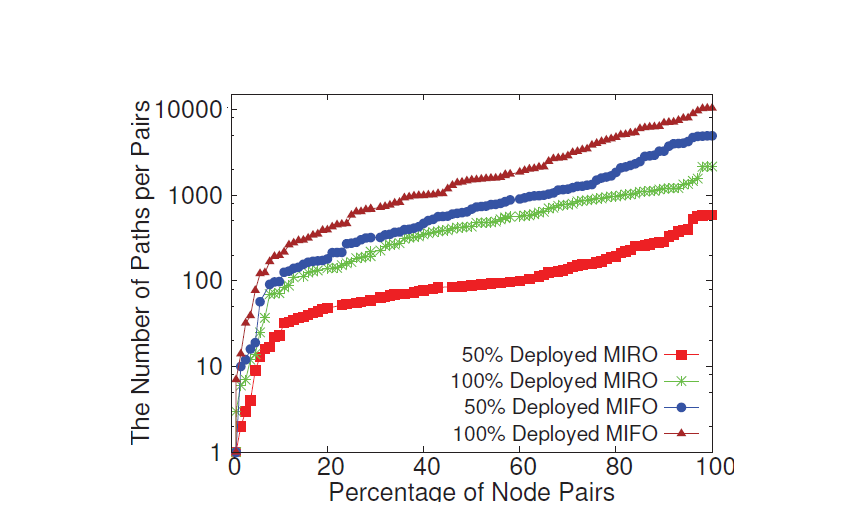 The Number of Paths per Pairs
10000
1000
100
10
1
50% Deployed MIRO
100% Deployed MIRO
50% Deployed MIFO
100% Deployed MIFO
0 20 40 60 80 100
Percentage of Node Pairs